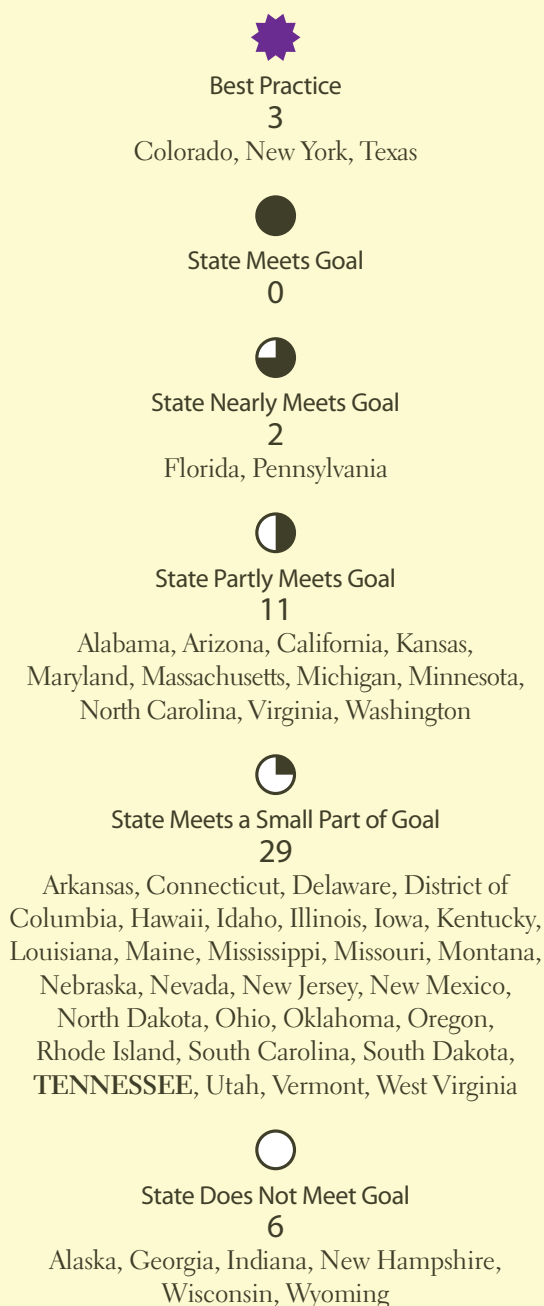 Best Practice
3
Colorado, New York, Texas
State Meets Goal
0
State Nearly Meets Goal
2
Florida, Pennsylvania
State Partly Meets Goal
11
Alabama, Arizona, California, Kansas,
Maryland, Massachusetts, Michigan, Minnesota,
North Carolina, Virginia, Washington
State Meets a Small Part of Goal
29
Arkansas, Connecticut, Delaware, District of
Columbia, Hawaii, Idaho, Illinois, Iowa, Kentucky,
Louisiana, Maine, Mississippi, Missouri, Montana,
Nebraska, Nevada, New Jersey, New Mexico,
North Dakota, Ohio, Oklahoma, Oregon,
Rhode Island, South Carolina, South Dakota,
TENNESSEE, Utah, Vermont, West Virginia
State Does Not Meet Goal
6
Alaska, Georgia, Indiana, New Hampshire,
Wisconsin, Wyoming